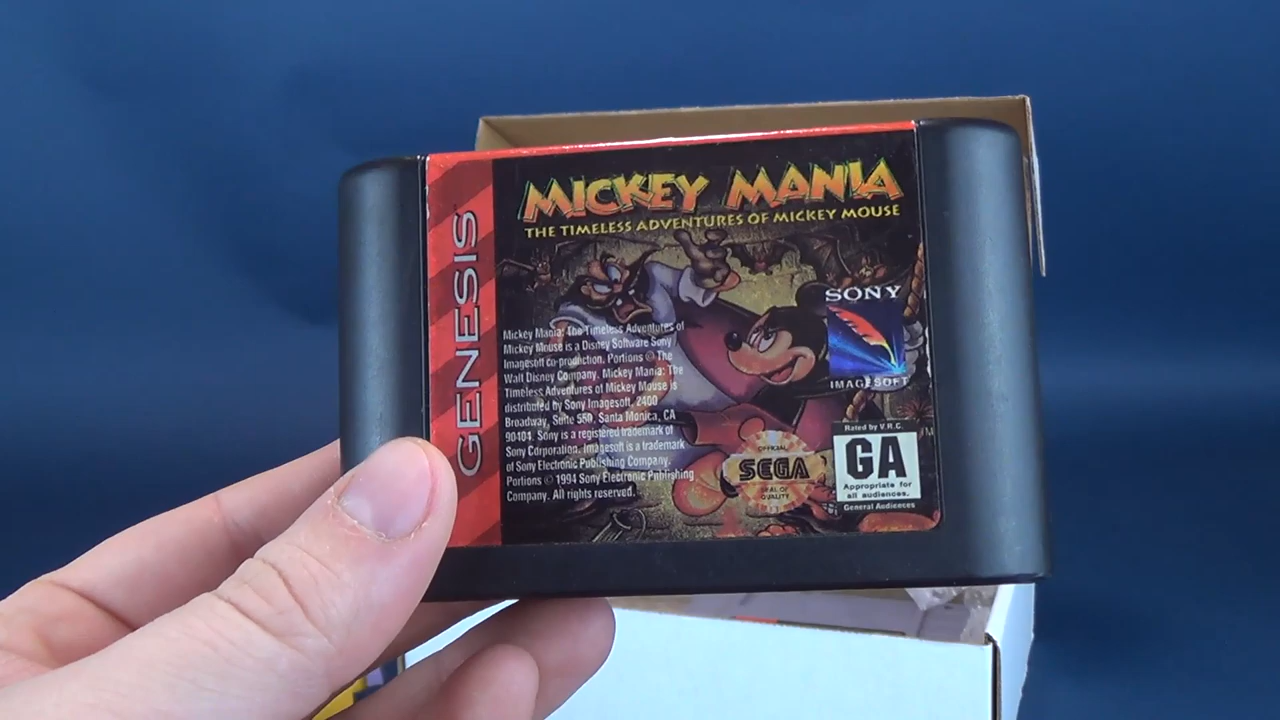 GENESIS
MICKEY MANIA
THE TIMELESS ADVENTURES OF MICKEY MOUSE
Mickey Mania: The Timeless Adventures of
Mickey Mouse is a Disney Software Sony
Imagesoft co-production. Portions © The
Walt Disney Company. Mickey Mania: The
Timeless Adventures of Mickey Mouse is
distributed by Sony Imagesoft, 2400
Broadway, Suite 550, Santa Monica, CA
90404. Sony is a registered trademark of
Sony Corporation. Imagesoft is a trademark
of Sony Electronic Publishing Company.
Portions © 1994 Sony Electronic Publishing
Company. All rights reserved.
SONY
IMAGESOFT
OFFICIAL
SEGA
SEAL OF
QUALITY
Rated by V.R.C.
GA
Appropriate for
all audiences.
General Audiences
TM